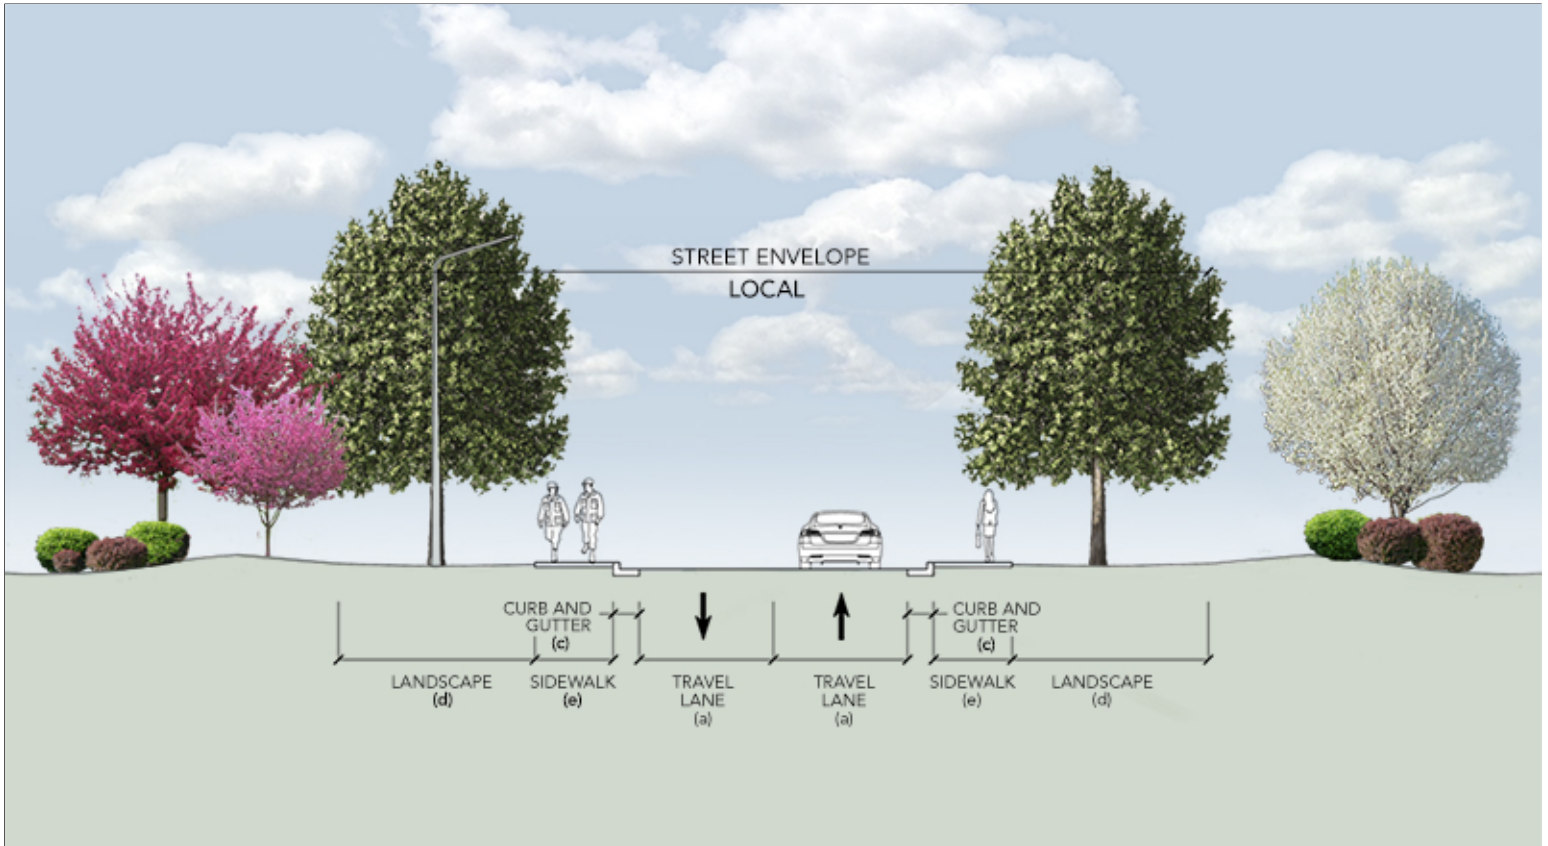 STREET ENVELOPE
LOCAL
CURB AND
GUTTER
(c)
CURB AND
GUTTER
(c)
LANDSCAPE
(d)
SIDEWALK
(e)
TRAVEL
LANE
(a)
TRAVEL
LANE
(a)
SIDEWALK
(e)
LANDSCAPE
(d)